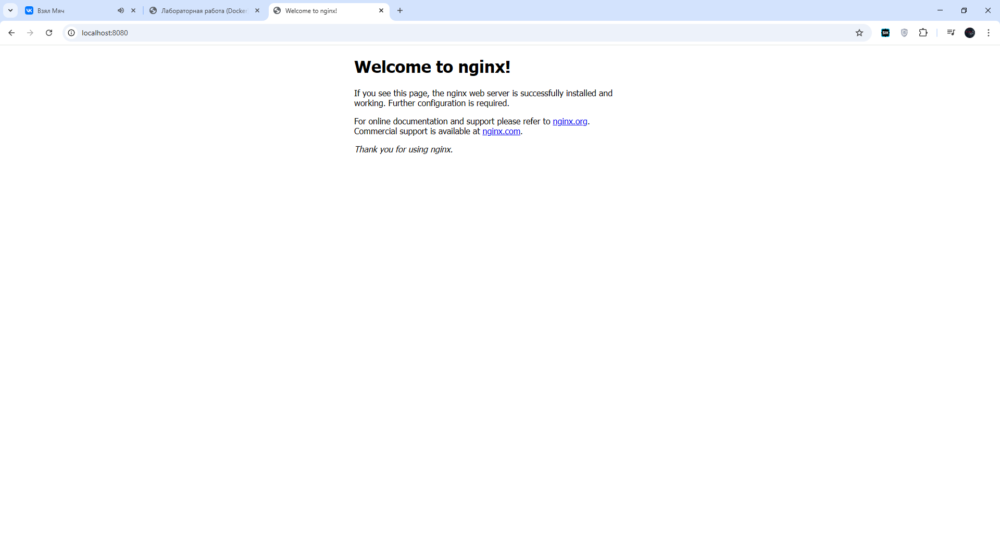 Взял Мяч
Лабораторная работа (Docker
Welcome to nginx!
localhost:8080
SIH
Welcome to nginx!
If you see this page, the nginx web server is successfully installed and
working. Further configuration is required.
For online documentation and support please refer to nginx.org.
Commercial support is available at nginx.com.
Thank you for using nginx.